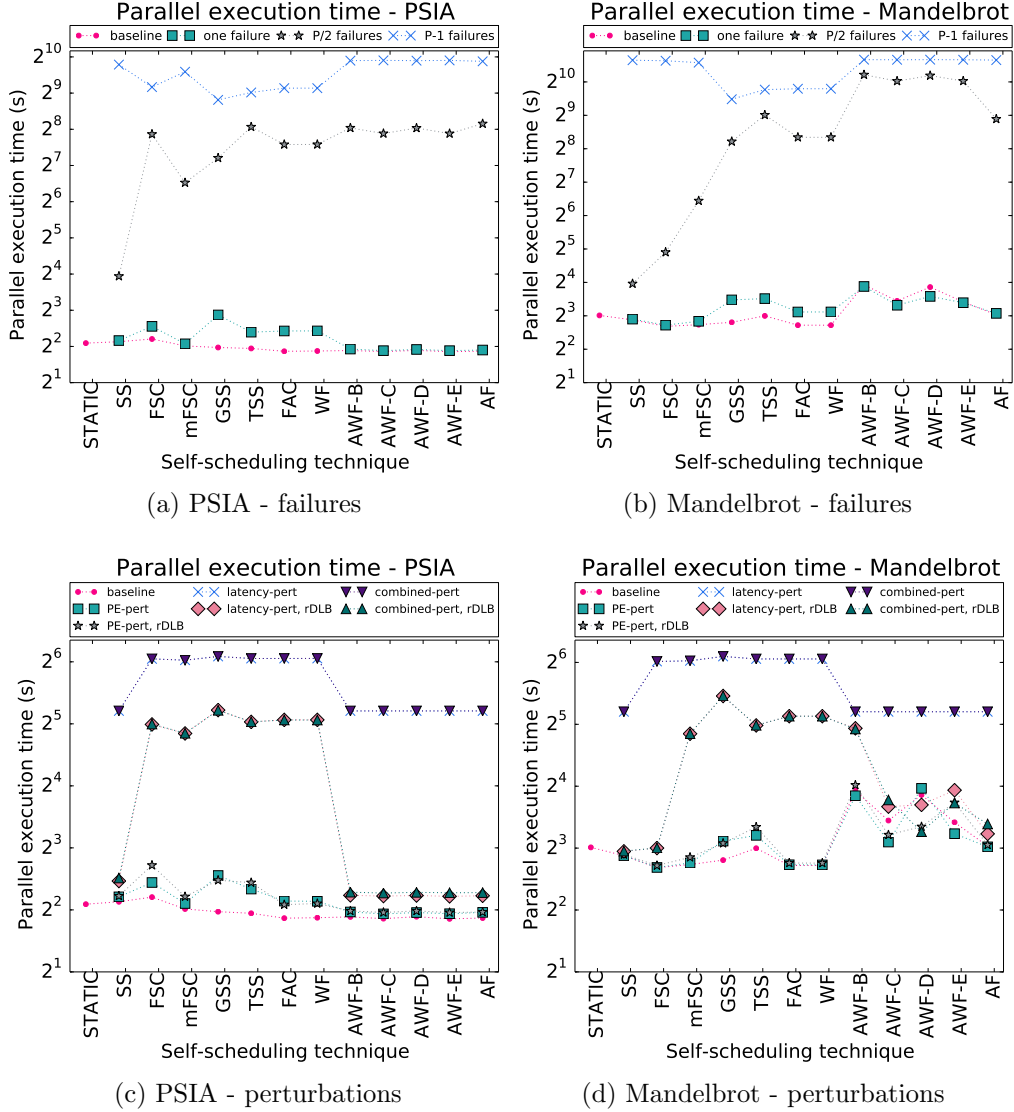 Parallel execution time - PSIA
baseline one failure P/2 failures P-1 failures
2^10
2^9
2^8
2^7
2^6
2^5
2^4
2^3
2^2
2^1
Parallel execution time (s)
STATIC SS FSC mFSC GSS TSS FAC WF AWF-B AWF-C AWF-D AWF-E AF
Self-scheduling technique
(a) PSIA - failures
Parallel execution time - Mandelbrot
baseline one failure P/2 failures P-1 failures
2^10
2^9
2^8
2^7
2^6
2^5
2^4
2^3
2^2
2^1
Parallel execution time (s)
STATIC SS FSC mFSC GSS TSS FAC WF AWF-B AWF-C AWF-D AWF-E AF
Self-scheduling technique
(b) Mandelbrot - failures
Parallel execution time - PSIA
baseline latency-pert combined-pert
PE-pert latency-pert, rDLB combined-pert, rDLB
PE-pert, rDLB
2^6
2^5
2^4
2^3
2^2
2^1
Parallel execution time (s)
STATIC SS FSC mFSC GSS TSS FAC WF AWF-B AWF-C AWF-D AWF-E AF
Self-scheduling technique
(c) PSIA - perturbations
Parallel execution time - Mandelbrot
baseline latency-pert combined-pert
PE-pert latency-pert, rDLB combined-pert, rDLB
PE-pert, rDLB
2^6
2^5
2^4
2^3
2^2
2^1
Parallel execution time (s)
STATIC SS FSC mFSC GSS TSS FAC WF AWF-B AWF-C AWF-D AWF-E AF
Self-scheduling technique
(d) Mandelbrot - perturbations